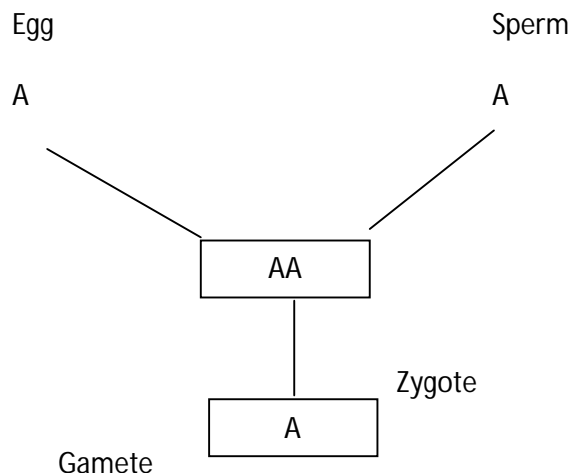 Egg Sperm
A A
AA
Zygote
A
Gamete